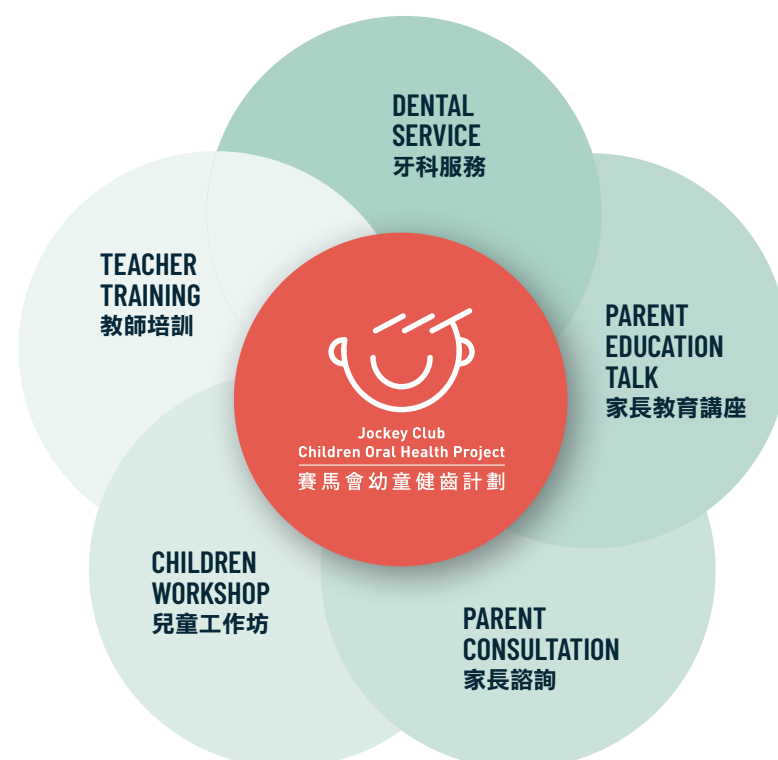 DENTAL
SERVICE
牙科服務
TEACHER
TRAINING
教師培訓
PARENT
EDUCATION
TALK
家長教育講座
Jockey Club
Children Oral Health Project
賽馬會幼童健齒計劃
CHILDREN
WORKSHOP
兒童工作坊
PARENT
CONSULTATION
家長諮詢